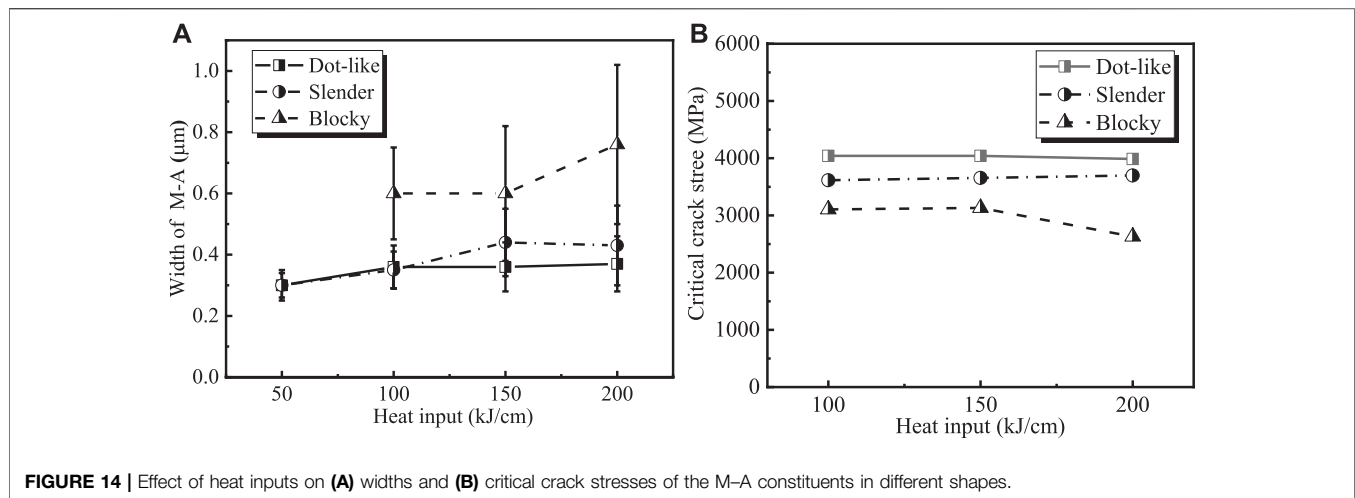 A
Dot-like
Slender
Blocky
1.0
0.8
0.6
0.4
0.2
0.0
Width of M-A (μm)
50
100
150
200
Heat input (kJ/cm)
B
Dot-like
Slender
Blocky
6000
5000
4000
3000
2000
1000
0
Critical crack stree (MPa)
100
150
200
Heat input (kJ/cm)
FIGURE 14 | Effect of heat inputs on (A) widths and (B) critical crack stresses of the M–A constituents in different shapes.